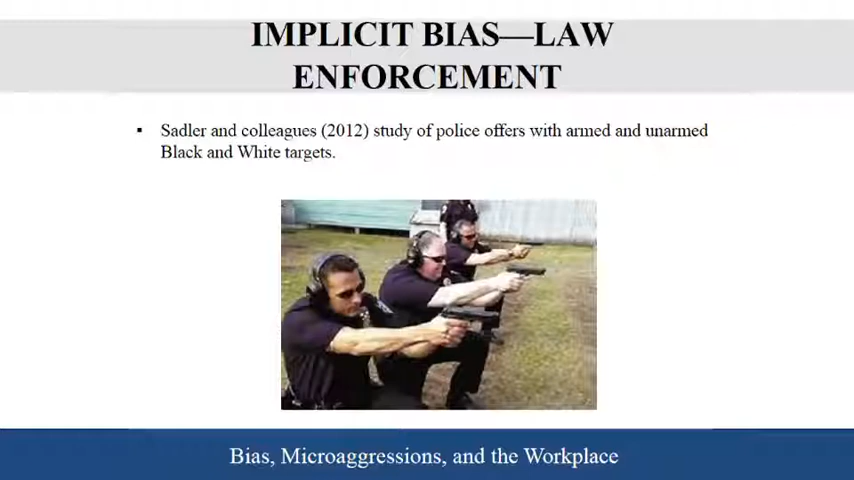 IMPLICIT BIAS—LAW
ENFORCEMENT
▪ Sadler and colleagues (2012) study of police offers with armed and unarmed
Black and White targets.
Bias, Microaggressions, and the Workplace